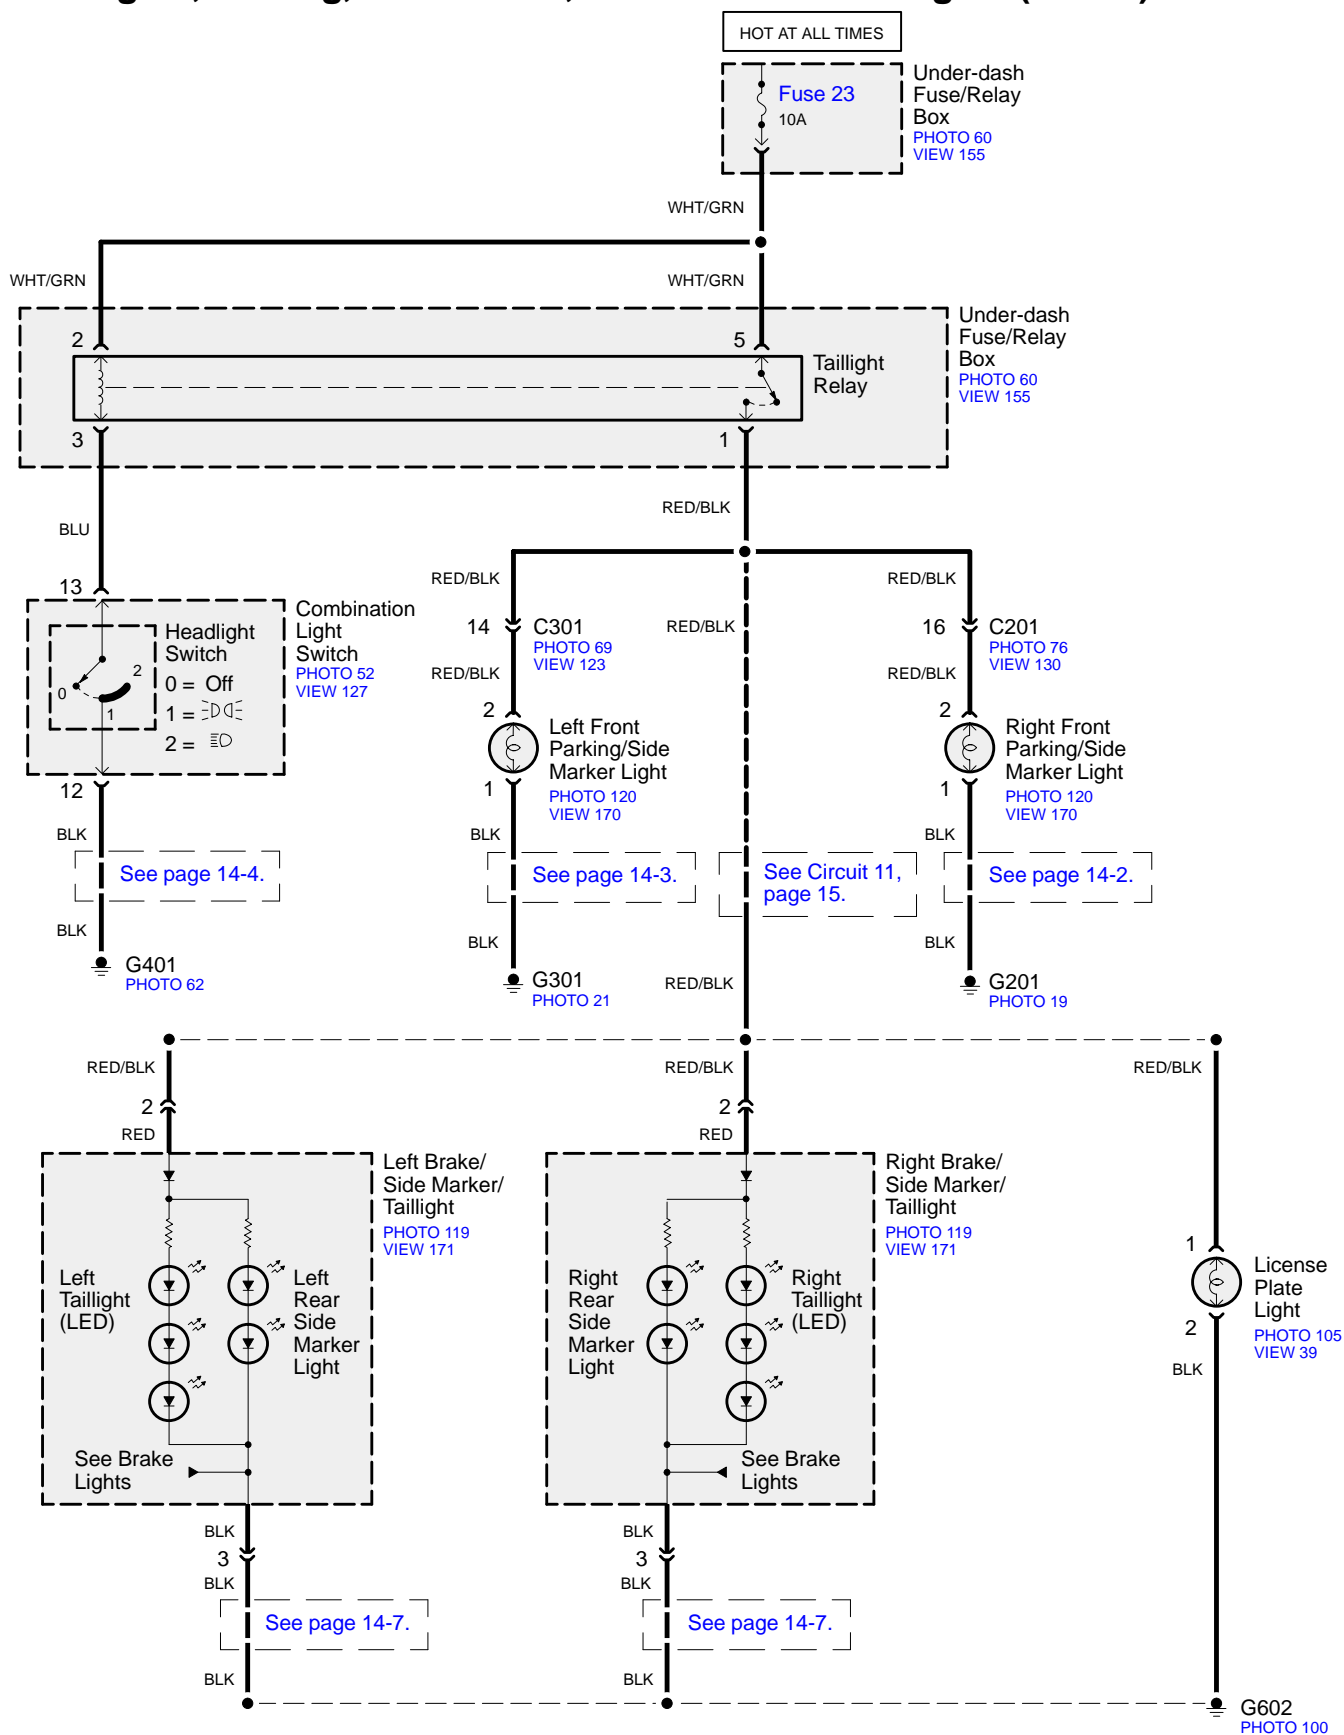 HOT AT ALL TIMES
Fuse 23
10A
Under-dash
Fuse/Relay
Box
PHOTO 60
VIEW 155
WHT/GRN
WHT/GRN
WHT/GRN
2
5
Taillight
Relay
Under-dash
Fuse/Relay
Box
PHOTO 60
VIEW 155
3
1
BLU
RED/BLK
13
Headlight
Switch
0 = Off
1 =
2 =
0
1
2
Combination
Light
Switch
PHOTO 52
VIEW 127
12
BLK
See page 14-4.
BLK
G401
PHOTO 62
RED/BLK
14
C301
PHOTO 69
VIEW 123
RED/BLK
2
Left Front
Parking/Side
Marker Light
PHOTO 120
VIEW 170
1
BLK
See page 14-3.
BLK
G301
PHOTO 21
RED/BLK
See Circuit 11,
page 15.
RED/BLK
RED/BLK
16
C201
PHOTO 76
VIEW 130
RED/BLK
2
Right Front
Parking/Side
Marker Light
PHOTO 120
VIEW 170
1
BLK
See page 14-2.
BLK
G201
PHOTO 19
RED/BLK
2
RED
Left Brake/
Side Marker/
Taillight
PHOTO 119
VIEW 171
Left
Taillight
(LED)
Left
Rear
Side
Marker
Light
See Brake
Lights
BLK
3
BLK
See page 14-7.
BLK
RED/BLK
2
RED
Right Brake/
Side Marker/
Taillight
PHOTO 119
VIEW 171
Right
Rear
Side
Marker
Light
Right
Taillight
(LED)
See Brake
Lights
BLK
3
BLK
See page 14-7.
BLK
RED/BLK
1
License
Plate
Light
PHOTO 105
VIEW 39
2
BLK
G602
PHOTO 100